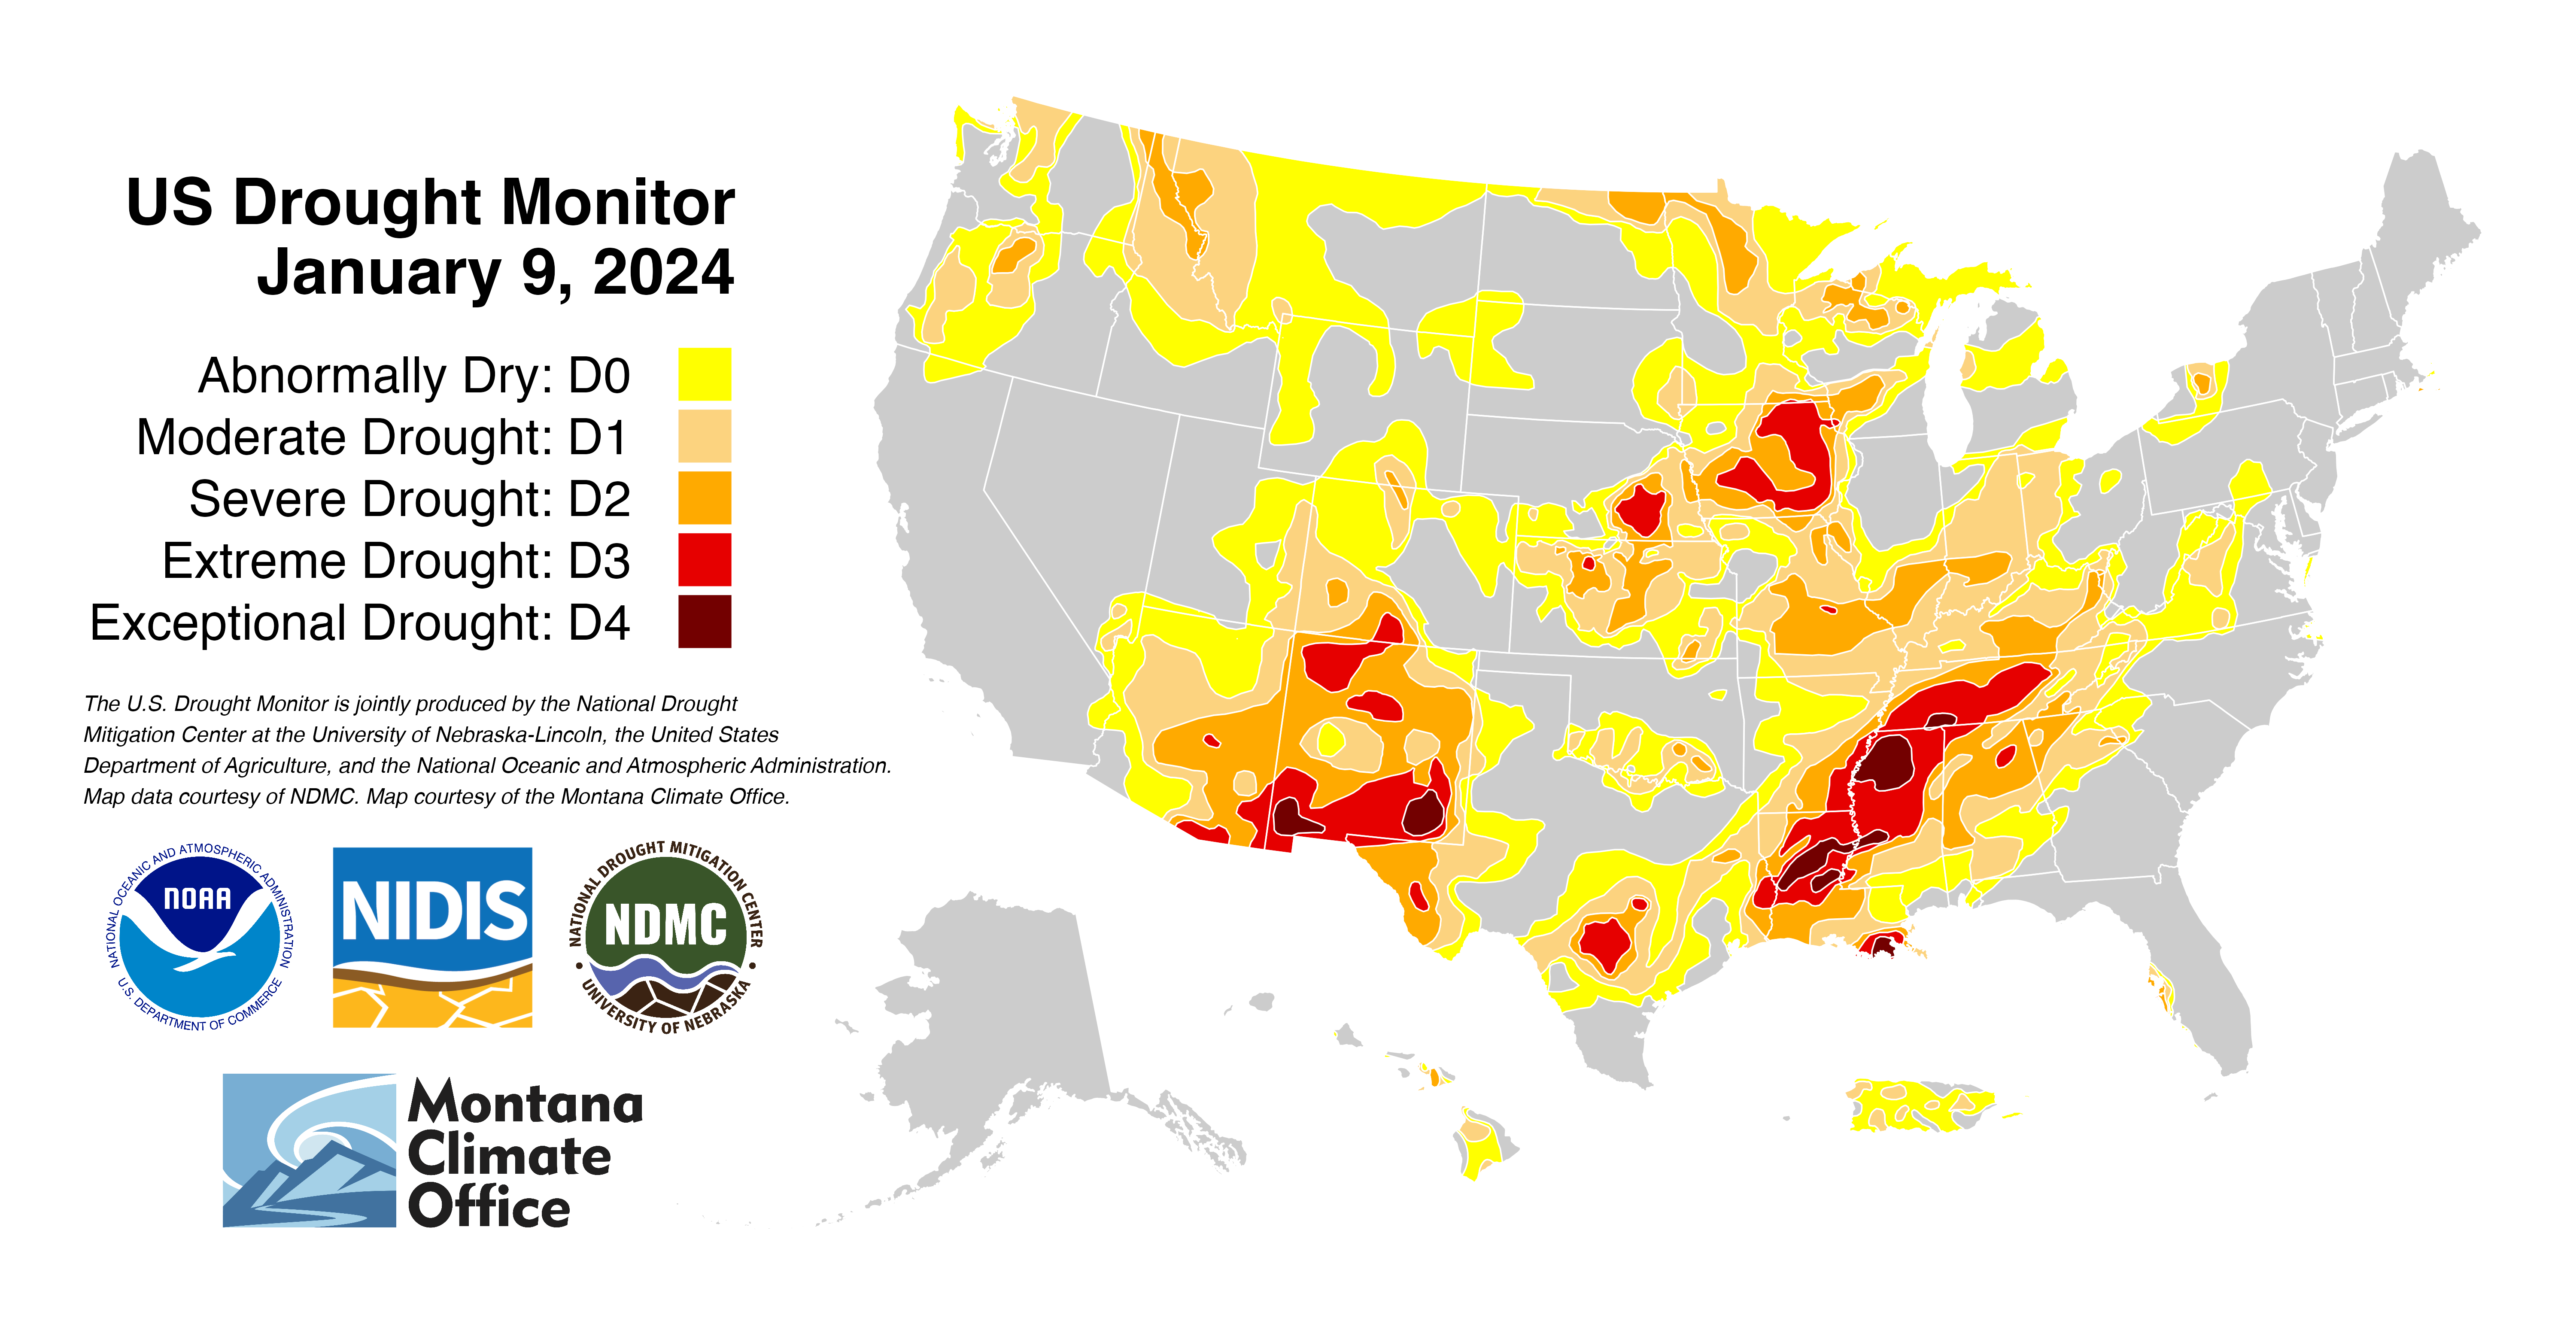 US Drought Monitor
January 9, 2024
Abnormally Dry: D0
Moderate Drought: D1
Severe Drought: D2
Extreme Drought: D3
Exceptional Drought: D4
The U.S. Drought Monitor is jointly produced by the National Drought
Mitigation Center at the University of Nebraska-Lincoln, the United States
Department of Agriculture, and the National Oceanic and Atmospheric Administration.
Map data courtesy of NDMC. Map courtesy of the Montana Climate Office.
NATIONAL OCEANIC AND ATMOSPHERIC ADMINISTRATION
NOAA
U.S. DEPARTMENT OF COMMERCE
NIDIS
NATIONAL DROUGHT MITIGATION CENTER
NDMC
UNIVERSITY OF NEBRASKA
Montana
Climate
Office